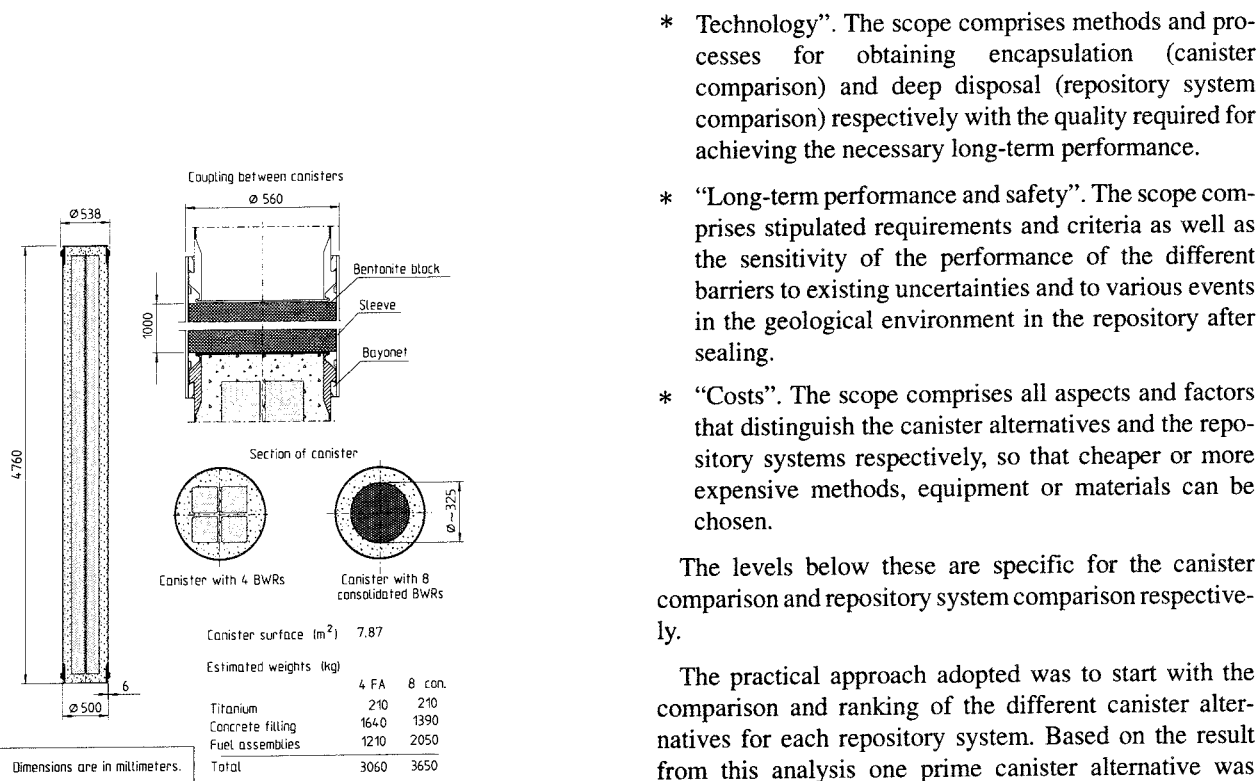 Coupling between canisters
Ø 560
Ø538
Bentonite block
Sleeve
1000
Bayonet
4760
Section of canister
Ø~325
Canister with 4 BWRs
Canister with 8
consolidated BWRs
Canister surface (m²) 7.87
Estimated weights (kg)
4 FA 8 con.
6
Ø 500
Titanium 210 210
Concrete filling 1640 1390
Fuel assemblies 1210 2050
Total 3060 3650
Dimensions are in millimeters.
* Technology”. The scope comprises methods and pro-
cesses for obtaining encapsulation (canister
comparison) and deep disposal (repository system
comparison) respectively with the quality required for
achieving the necessary long-term performance.
* “Long-term performance and safety”. The scope com-
prises stipulated requirements and criteria as well as
the sensitivity of the performance of the different
barriers to existing uncertainties and to various events
in the geological environment in the repository after
sealing.
* “Costs”. The scope comprises all aspects and factors
that distinguish the canister alternatives and the repo-
sitory systems respectively, so that cheaper or more
expensive methods, equipment or materials can be
chosen.
The levels below these are specific for the canister
comparison and repository system comparison respective-
ly.
The practical approach adopted was to start with the
comparison and ranking of the different canister alter-
natives for each repository system. Based on the result
from this analysis one prime canister alternative was